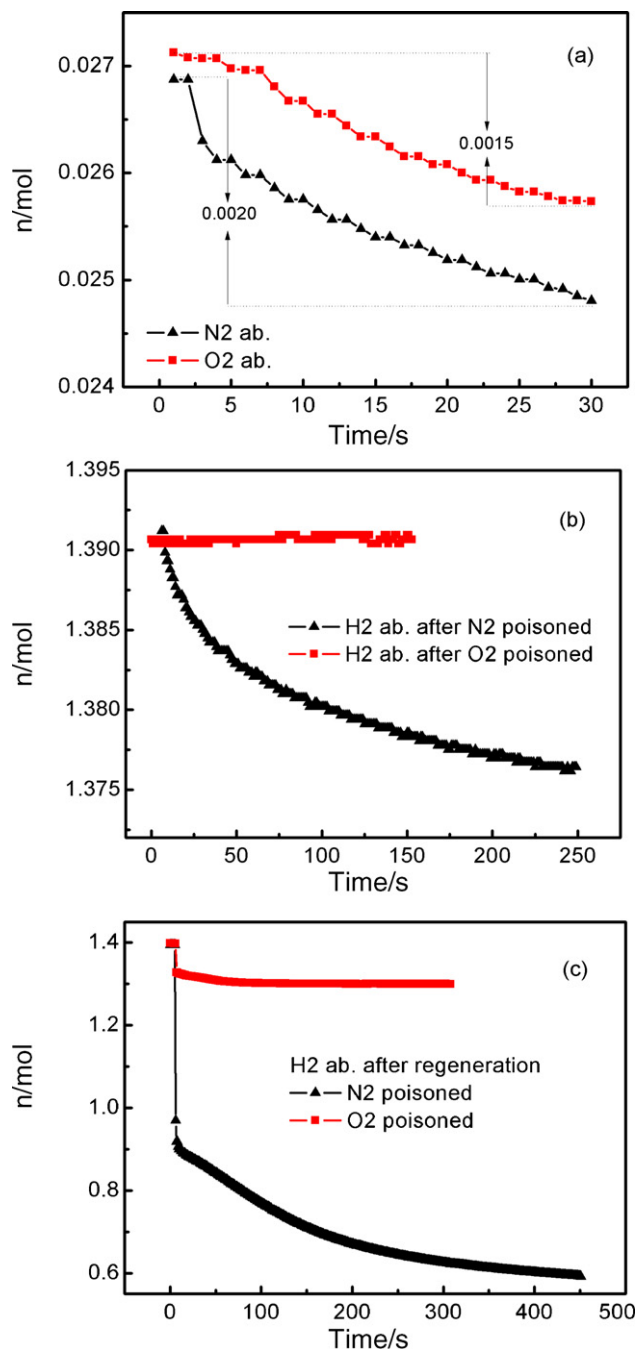 (a)
0.027
0.026
0.025
0.024
n/mol
0.0015
0.0020
N2 ab.
O2 ab.
0 5 10 15 20 25 30
Time/s
(b)
1.395
1.390
1.385
1.380
1.375
n/mol
H2 ab. after N2 poisoned
H2 ab. after O2 poisoned
0 50 100 150 200 250
Time/s
(c)
1.4
1.2
1.0
0.8
0.6
n/mol
H2 ab. after regeneration
N2 poisoned
O2 poisoned
0 100 200 300 400 500
Time/s